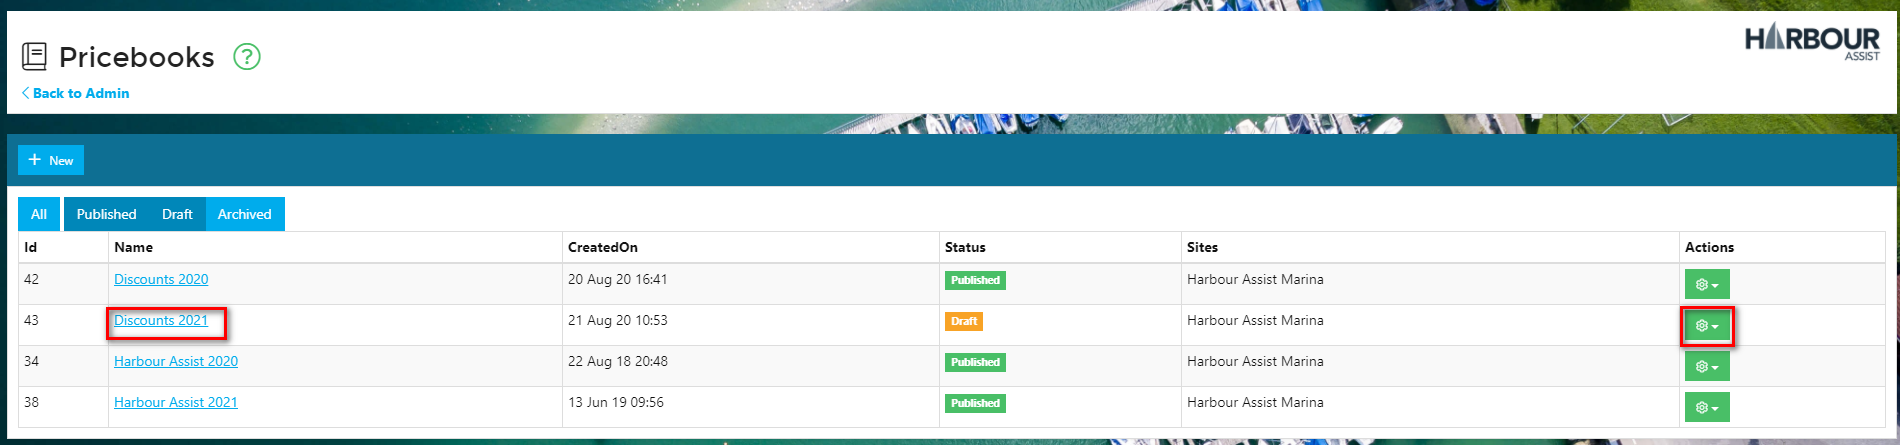 Pricebooks ?
HARBOUR
ASSIST
Back to Admin
+ New
All Published Draft Archived
Id Name CreatedOn Status Sites Actions
42 Discounts 2020 20 Aug 20 16:41 Published Harbour Assist Marina
43 Discounts 2021 21 Aug 20 10:53 Draft Harbour Assist Marina
34 Harbour Assist 2020 22 Aug 18 20:48 Published Harbour Assist Marina
38 Harbour Assist 2021 13 Jun 19 09:56 Published Harbour Assist Marina